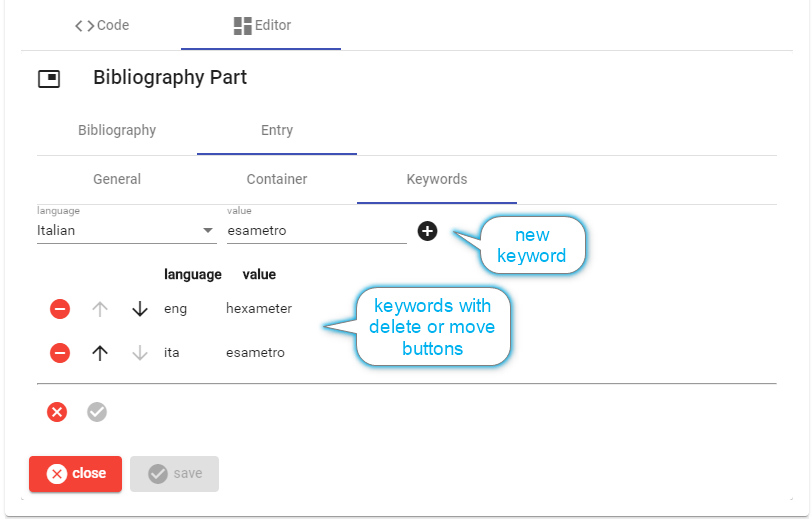 Code Editor
Bibliography Part
Bibliography Entry
General Container Keywords
language value
Italian esametro
new
keyword
language value
eng hexameter
ita esametro
keywords with
delete or move
buttons
close save